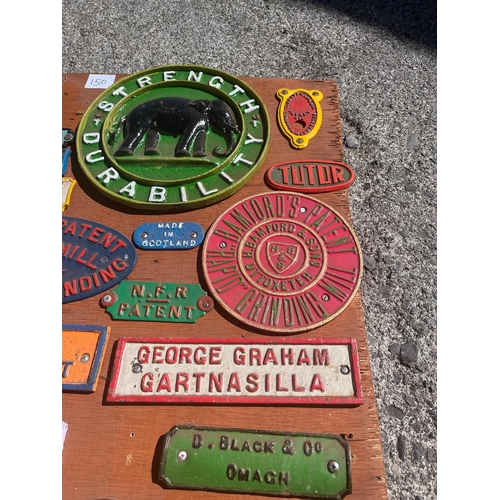 150
STRENGTH
DURABILITY
TUTOR
PATENT
MILL
NDING
MADE
IN
SCOTLAND
BAMFORD'S PATENT
"RAPID" GRINDING MILL
H. BAMFORD & SONS
UTTOXETER
N.F.R
PATENT
T
GEORGE GRAHAM
GARTNASILLA
D. BLACK & CO
OMAGH